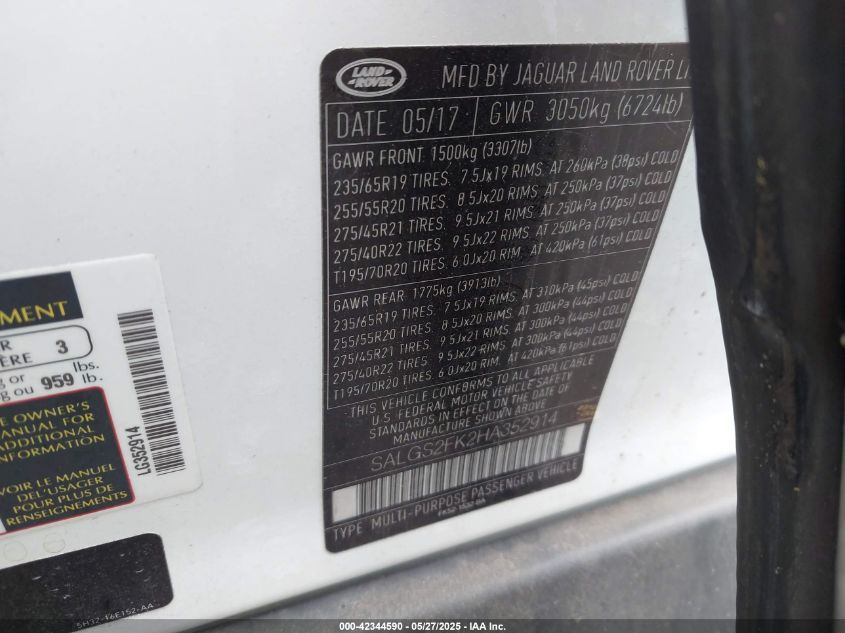 LAND
ROVER
MFD BY JAGUAR LAND ROVER
DATE 05/17 GWR 3050kg (6724lb)
GAWR FRONT 1500kg (3307lb)
235/65R19 TIRES. 7.5Jx19 RIMS. AT 260kPa (38psi) COLD
255/55R20 TIRES. 8.5Jx20 RIMS. AT 250kPa (37psi) COLD
275/45R21 TIRES. 9.5Jx21 RIMS. AT 250kPa (37psi) COLD
275/40R22 TIRES. 9.5Jx22 RIMS. AT 250kPa (37psi) COLD
T195/70R20 TIRES. 6.0Jx20 RIM. AT 420kPa (61psi) COLD
GAWR REAR. 1775kg (3913lb)
235/65R19 TIRES. 7.5Jx19 RIMS. AT 310kPa (45psi) COLD
255/55R20 TIRES. 8.5Jx20 RIMS. AT 300kPa (44psi) COLD
275/45R21 TIRES. 9.5Jx21 RIMS. AT 300kPa (44psi) COLD
275/40R22 TIRES. 9.5Jx22 RIMS. AT 300kPa (44psi) COLD
T195/70R20 TIRES. 6.0Jx20 RIM. AT 420kPa (61psi) COLD
THIS VEHICLE CONFORMS TO ALL APPLICABLE
U.S. FEDERAL MOTOR VEHICLE SAFETY
STANDARDS IN EFFECT ON THE DATE OF
MANUFACTURE SHOWN ABOVE
SALGS2FK2HA352914
TYPE MULTI-PURPOSE PASSENGER VEHICLE
MENT
R
ERE 3
g or lbs.
g ou 959 lb.
E OWNER'S
MANUAL FOR
ADDITIONAL
INFORMATION
VOIR LE MANUEL
DE L'USAGER
POUR PLUS DE
RENSEIGNEMENTS
LG352914
5H32-16E152-AA
000-42344590 - 05/27/2025 - IAA Inc.